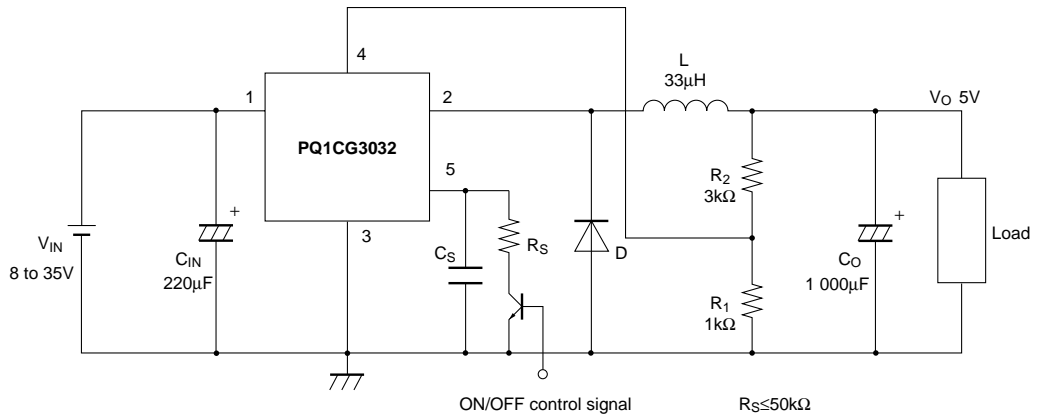 4
L
33μH
1
2
VO 5V
PQ1CG3032
R2
3kΩ
5
VIN
8 to 35V
+
CIN
220μF
3
CS
RS
D
+
CO
1 000μF
Load
R1
1kΩ
ON/OFF control signal
RS≤50kΩ